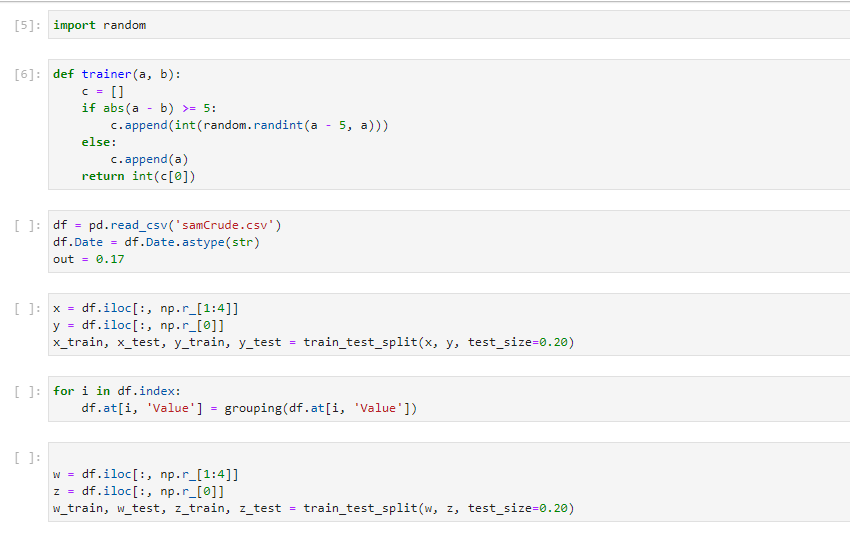 [5]: import random
[6]: def trainer(a, b):
    c = []
    if abs(a - b) >= 5:
        c.append(int(random.randint(a - 5, a)))
    else:
        c.append(a)
    return int(c[0])
[ ]: df = pd.read_csv('samCrude.csv')
df.Date = df.Date.astype(str)
out = 0.17
[ ]: x = df.iloc[:, np.r_[1:4]]
y = df.iloc[:, np.r_[0]]
x_train, x_test, y_train, y_test = train_test_split(x, y, test_size=0.20)
[ ]: for i in df.index:
    df.at[i, 'Value'] = grouping(df.at[i, 'Value'])
[ ]:
w = df.iloc[:, np.r_[1:4]]
z = df.iloc[:, np.r_[0]]
w_train, w_test, z_train, z_test = train_test_split(w, z, test_size=0.20)